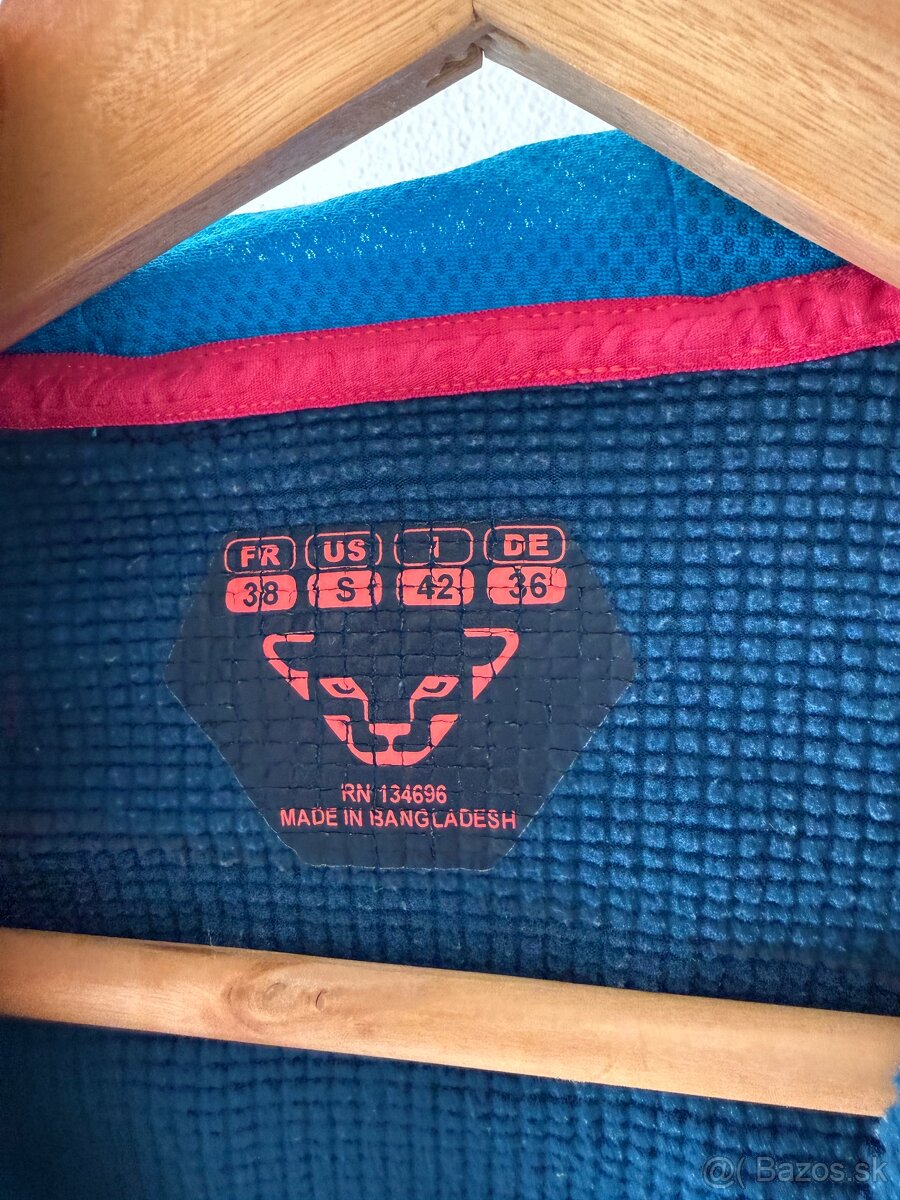 FR US I DE
38 S 42 36
RN 134696
MADE IN BANGLADESH
@( Bazos.sk